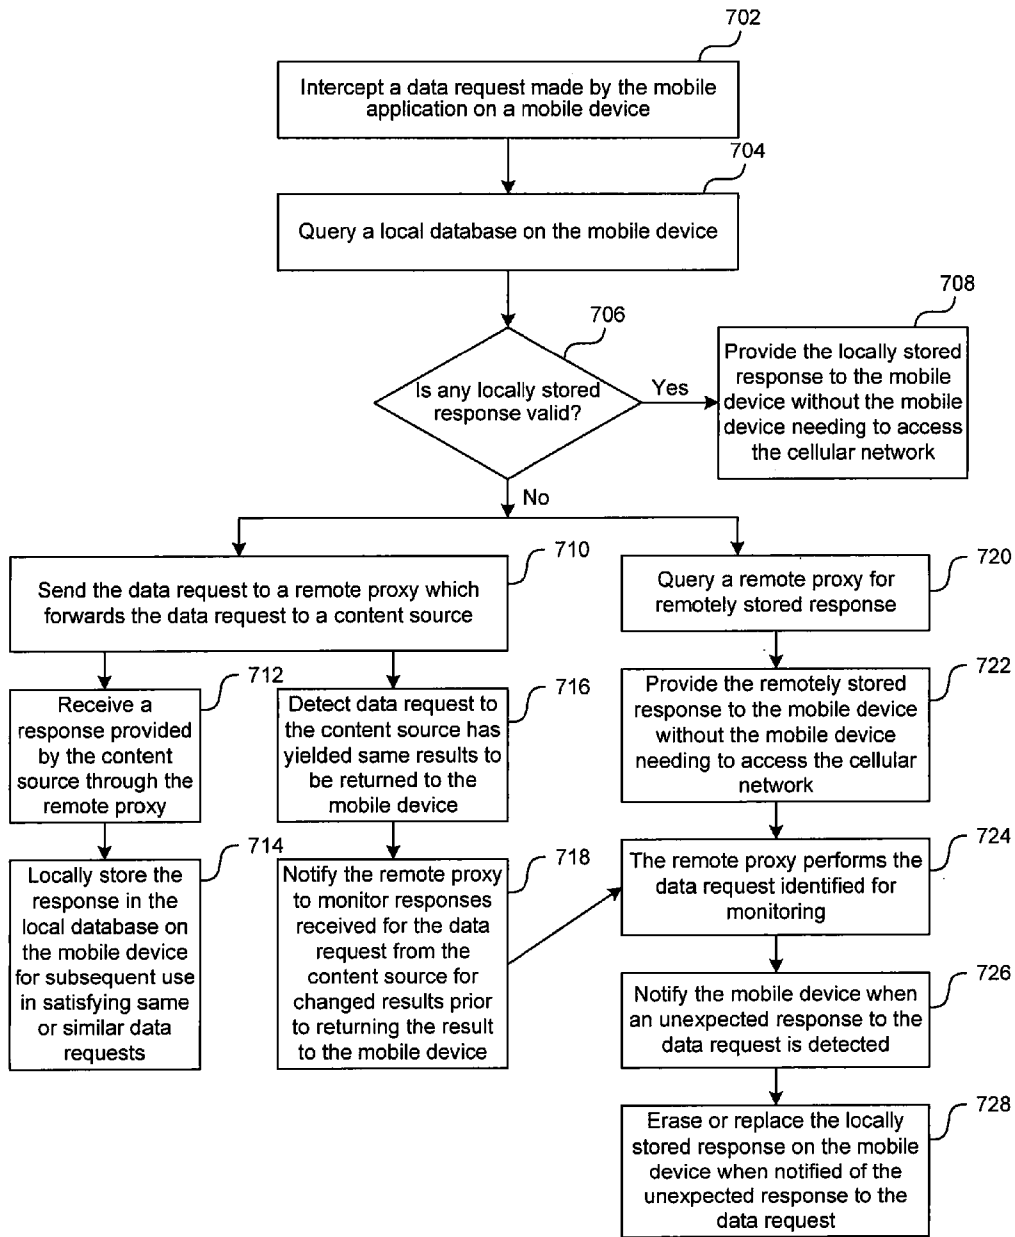 702
Intercept a data request made by the mobile
application on a mobile device
704
Query a local database on the mobile device
706
Is any locally stored
response valid?
Yes
708
Provide the locally stored
response to the mobile
device without the mobile
device needing to access
the cellular network
No
710
Send the data request to a remote proxy which
forwards the data request to a content source
712
Receive a
response provided
by the content
source through the
remote proxy
714
Locally store the
response in the
local database on
the mobile device
for subsequent use
in satisfying same
or similar data
requests
716
Detect data request to
the content source has
yielded same results to
be returned to the
mobile device
718
Notify the remote proxy
to monitor responses
received for the data
request from the
content source for
changed results prior
to returning the result
to the mobile device
720
Query a remote proxy for
remotely stored response
722
Provide the remotely stored
response to the mobile device
without the mobile device
needing to access the cellular
network
724
The remote proxy performs the
data request identified for
monitoring
726
Notify the mobile device when
an unexpected response to the
data request is detected
728
Erase or replace the locally
stored response on the mobile
device when notified of the
unexpected response to the
data request